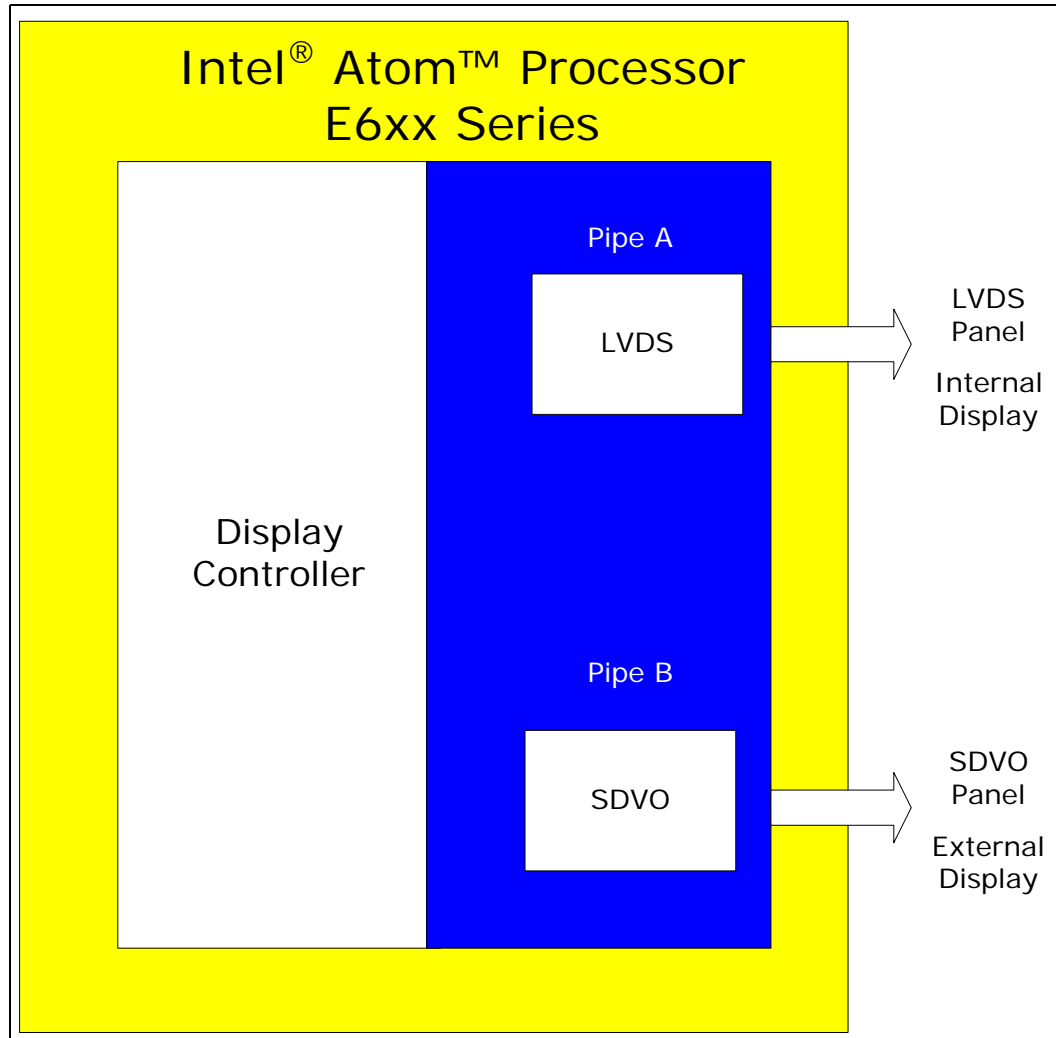 Intel® Atom™ Processor
E6xx Series
Pipe A
LVDS
LVDS
Panel
Internal
Display
Display
Controller
Pipe B
SDVO
SDVO
Panel
External
Display